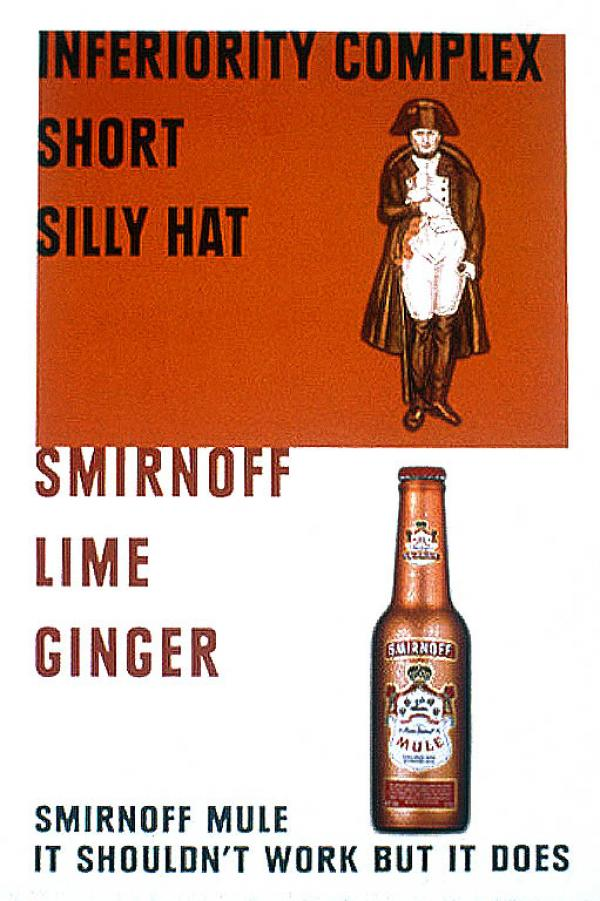 INFERIORITY COMPLEX
SHORT
SILLY HAT
SMIRNOFF
LIME
GINGER
SMIRNOFF
MULE
SMIRNOFF MULE
IT SHOULDN'T WORK BUT IT DOES